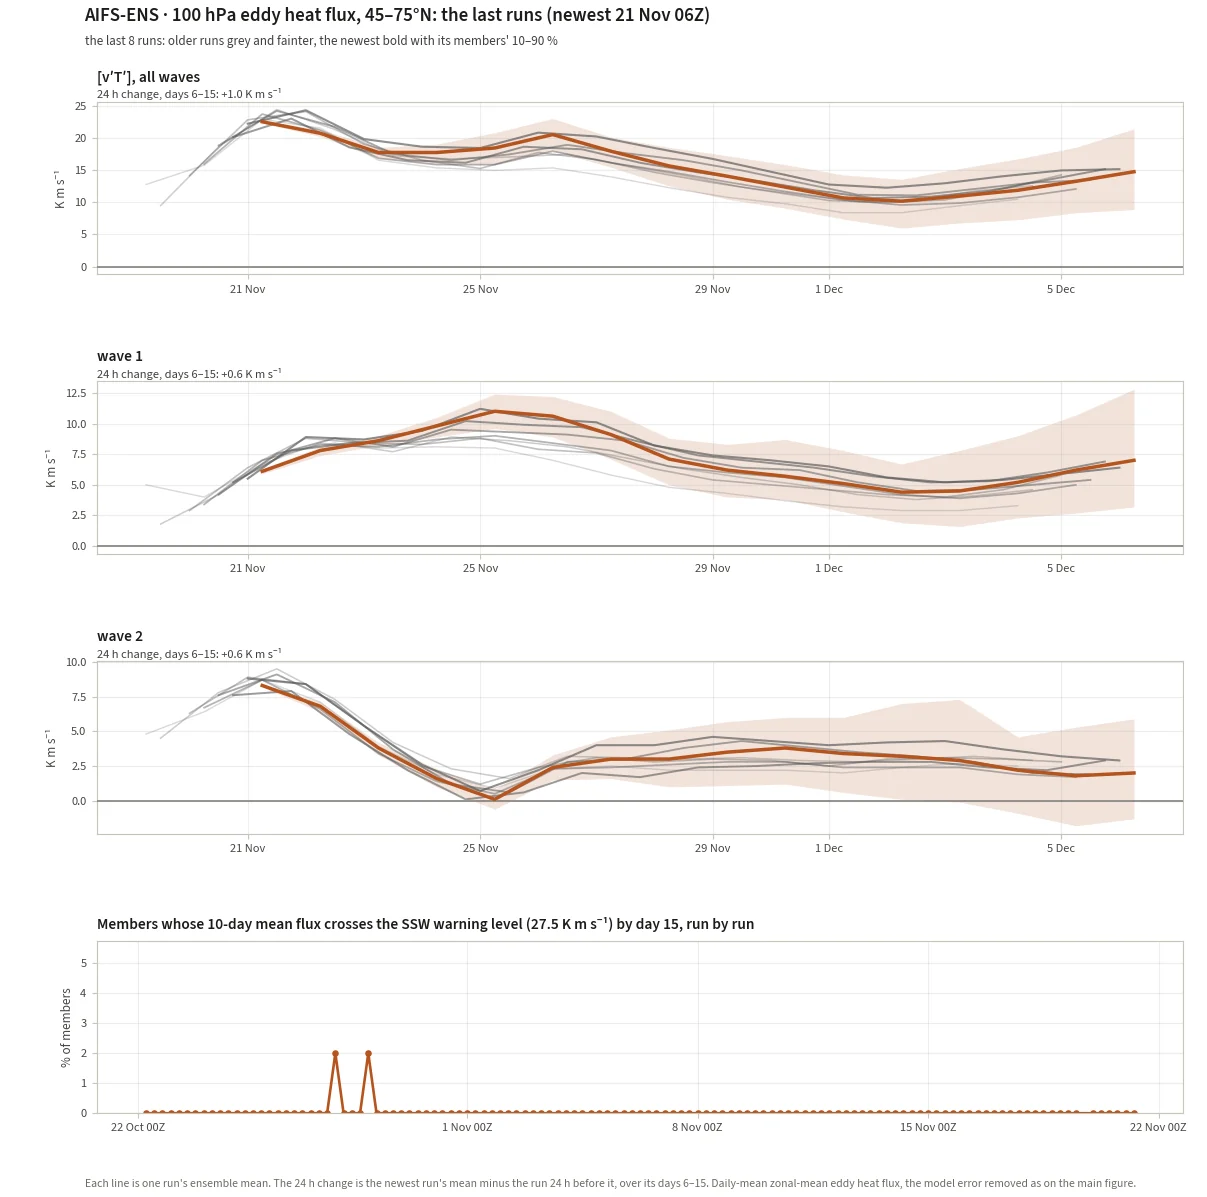 AIFS-ENS · 100 hPa eddy heat flux, 45–75°N: the last runs (newest 21 Nov 06Z)
the last 8 runs: older runs grey and fainter, the newest bold with its members' 10–90 %
[v′T′], all waves
24 h change, days 6–15: +1.0 K m s⁻¹
25
20
15
10
5
0
K m s⁻¹
21 Nov
25 Nov
29 Nov
1 Dec
5 Dec
wave 1
24 h change, days 6–15: +0.6 K m s⁻¹
12.5
10.0
7.5
5.0
2.5
0.0
K m s⁻¹
21 Nov
25 Nov
29 Nov
1 Dec
5 Dec
wave 2
24 h change, days 6–15: +0.6 K m s⁻¹
10.0
7.5
5.0
2.5
0.0
K m s⁻¹
21 Nov
25 Nov
29 Nov
1 Dec
5 Dec
Members whose 10-day mean flux crosses the SSW warning level (27.5 K m s⁻¹) by day 15, run by run
5
4
3
2
1
0
% of members
22 Oct 00Z
1 Nov 00Z
8 Nov 00Z
15 Nov 00Z
22 Nov 00Z
Each line is one run's ensemble mean. The 24 h change is the newest run's mean minus the run 24 h before it, over its days 6–15. Daily-mean zonal-mean eddy heat flux, the model error removed as on the main figure.